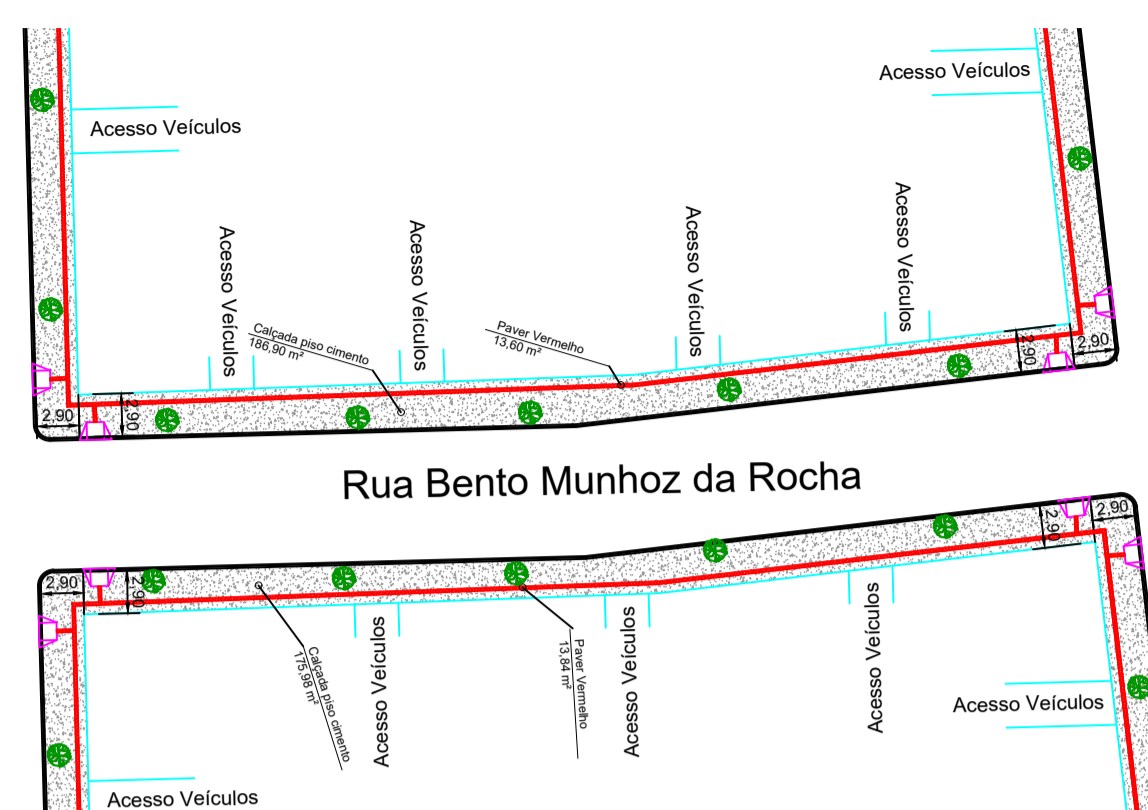 Acesso Veículos
Acesso Veículos
Acesso Veículos
Acesso Veículos
Acesso Veículos
Acesso Veículos
Calçada piso cimento
186,90 m²
Paver Vermelho
13,60 m²
2,90
2,90
2,90
2,90
Rua Bento Munhoz da Rocha
2,90
2,90
2,90
2,90
Calçada piso cimento
175,98 m²
Acesso Veículos
Paver Vermelho
13,84 m²
Acesso Veículos
Acesso Veículos
Acesso Veículos
Acesso Veículos